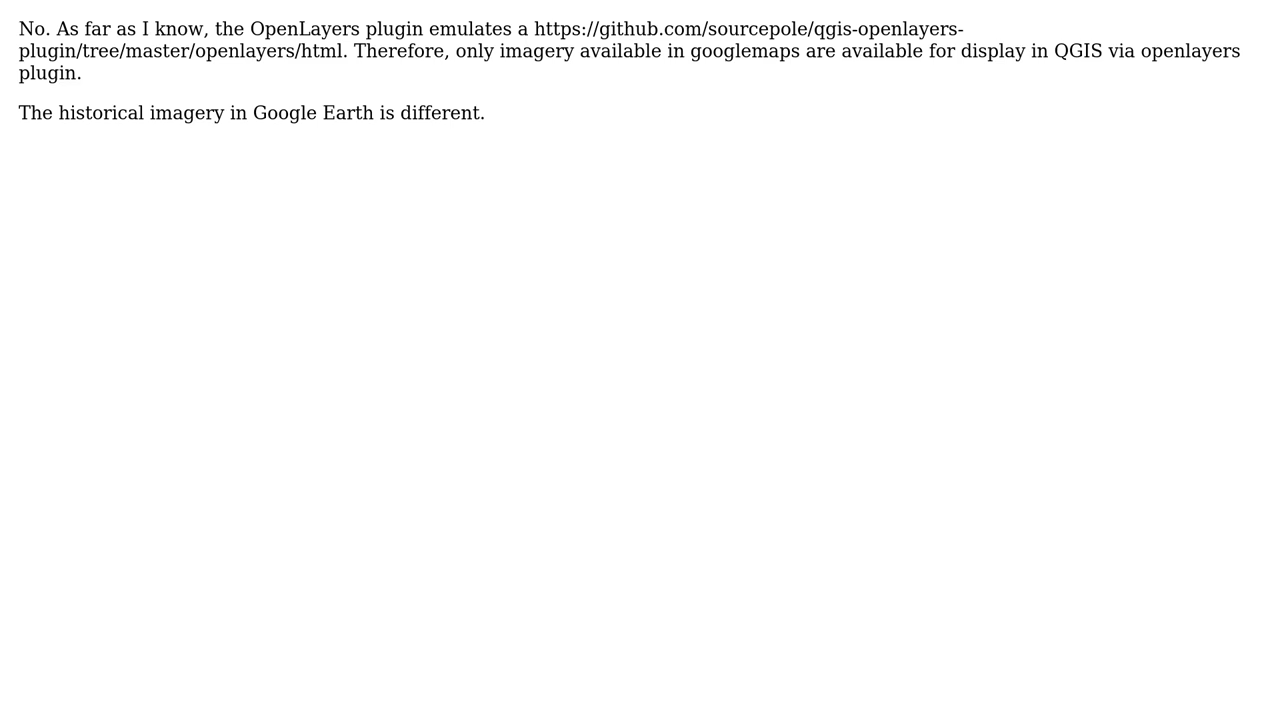 No. As far as I know, the OpenLayers plugin emulates a https://github.com/sourcepole/qgis-openlayers-
plugin/tree/master/openlayers/html. Therefore, only imagery available in googlemaps are available for display in QGIS via openlayers
plugin.
The historical imagery in Google Earth is different.